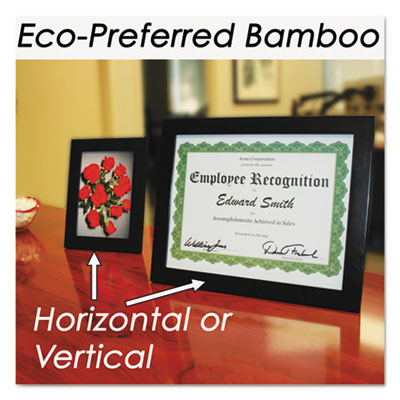 Eco-Preferred Bamboo
Acme Corporation
presents the award
Employee Recognition
to
Edward Smith
for
Accomplishments Achieved in Sales
Presented on this day
Horizontal or
Vertical